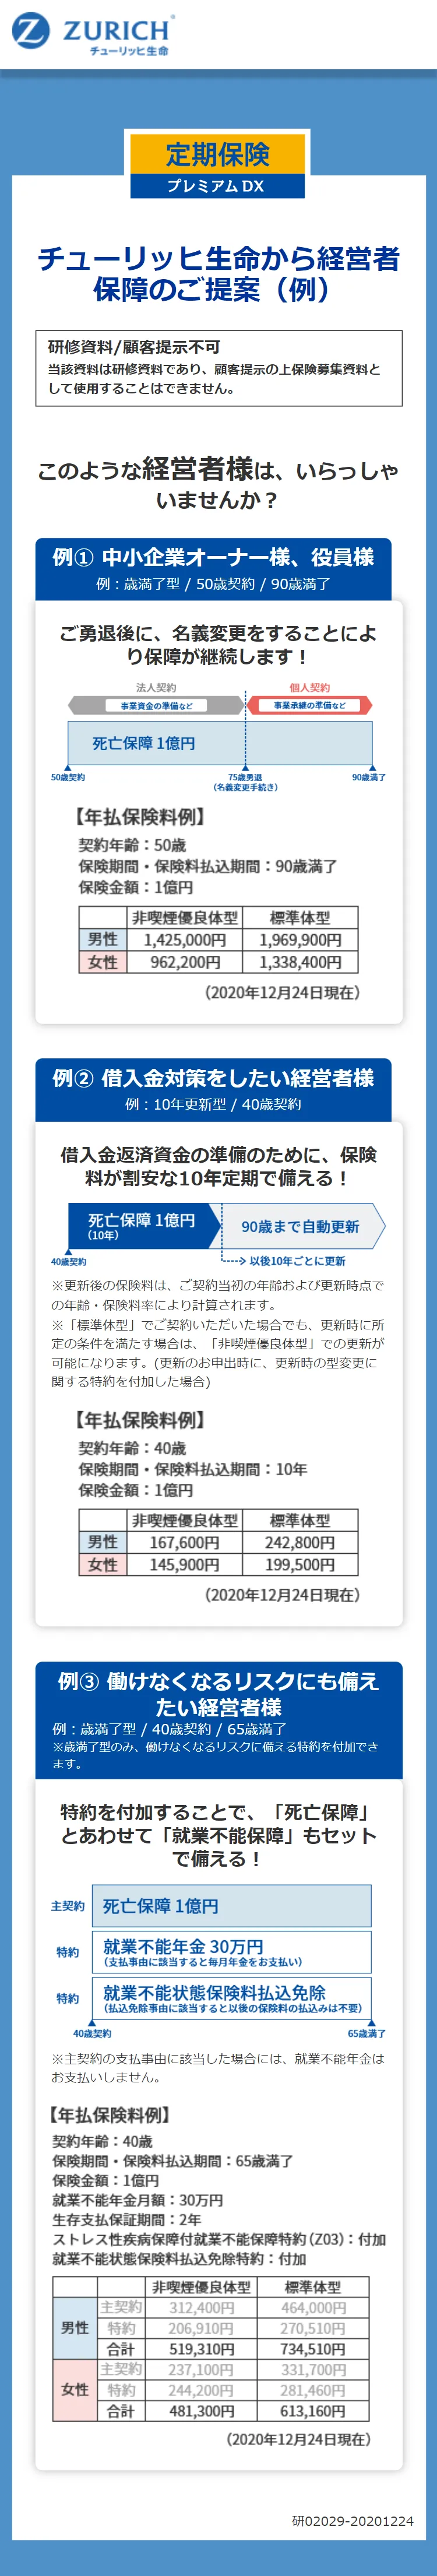 ZURICH®
チューリッヒ生命
定期保険
プレミアムDX
チューリッヒ生命から経営者
保障のご提案（例）
研修資料/顧客提示不可
当該資料は研修資料であり、顧客提示の上保険募集資料と
して使用することはできません。
このような経営者様は、いらっしゃ
いませんか？
例① 中小企業オーナー様、役員様
例：歳満了型 / 50歳契約 / 90歳満了
ご勇退後に、名義変更をすることによ
り保障が継続します！
法人契約 個人契約
事業資金の準備など 事業承継の準備など
死亡保障 1億円
50歳契約 75歳勇退 90歳満了
（名義変更手続き）
【年払保険料例】
契約年齢：50歳
保険期間・保険料払込期間：90歳満了
保険金額：1億円
非喫煙優良体型 標準体型
男性 1,425,000円 1,969,900円
女性 962,200円 1,338,400円
（2020年12月24日現在）
例② 借入金対策をしたい経営者様
例：10年更新型 / 40歳契約
借入金返済資金の準備のために、保険
料が割安な10年定期で備える！
死亡保障 1億円 90歳まで自動更新
（10年）
40歳契約 以後10年ごとに更新
※更新後の保険料は、ご契約当初の年齢および更新時点で
の年齢・保険料率により計算されます。
※「標準体型」でご契約いただいた場合でも、更新時に所
定の条件を満たす場合は、「非喫煙優良体型」での更新が
可能になります。(更新のお申出時に、更新時の型変更に
関する特約を付加した場合)
【年払保険料例】
契約年齢：40歳
保険期間・保険料払込期間：10年
保険金額：1億円
非喫煙優良体型 標準体型
男性 167,600円 242,800円
女性 145,900円 199,500円
（2020年12月24日現在）
例③ 働けなくなるリスクにも備え
たい経営者様
例：歳満了型 / 40歳契約 / 65歳満了
※歳満了型のみ、働けなくなるリスクに備える特約を付加でき
ます。
特約を付加することで、「死亡保障」
とあわせて「就業不能保障」もセット
で備える！
主契約 死亡保障 1億円
特約 就業不能年金 30万円
（支払事由に該当すると毎月年金をお支払い）
特約 就業不能状態保険料払込免除
（払込免除事由に該当すると以後の保険料の払込みは不要）
40歳契約 65歳満了
※主契約の支払事由に該当した場合には、就業不能年金は
お支払いしません。
【年払保険料例】
契約年齢：40歳
保険期間・保険料払込期間：65歳満了
保険金額：1億円
就業不能年金月額：30万円
生存支払保証期間：2年
ストレス性疾病保障付就業不能保障特約（Z03）：付加
就業不能状態保険料払込免除特約：付加
非喫煙優良体型 標準体型
男性 主契約 312,400円 464,000円
特約 206,910円 270,510円
合計 519,310円 734,510円
女性 主契約 237,100円 331,700円
特約 244,200円 281,460円
合計 481,300円 613,160円
（2020年12月24日現在）
研02029-20201224